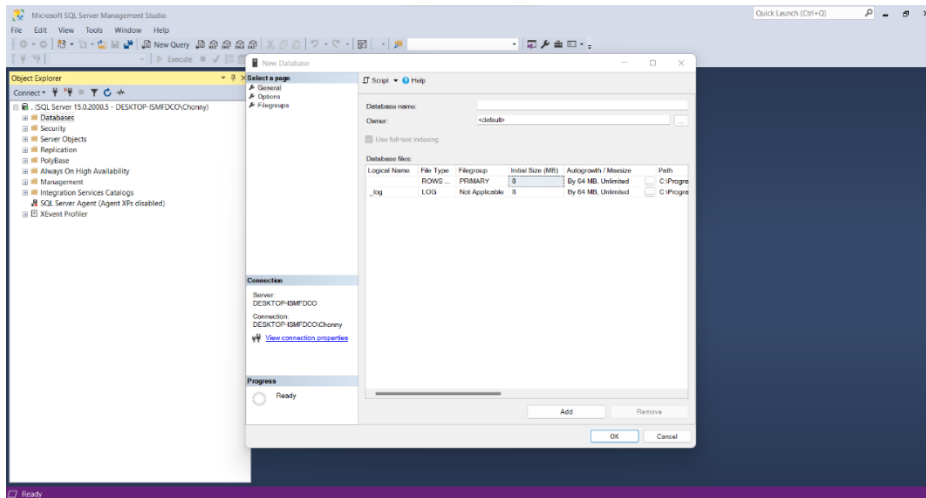 Microsoft SQL Server Management Studio
Quick Launch (Ctrl+Q)
File Edit View Tools Window Help
New Query
Execute
Object Explorer
Connect
. (SQL Server 15.0.2000.5 - DESKTOP-ISMFDCO\Chonny)
Databases
Security
Server Objects
Replication
PolyBase
Always On High Availability
Management
Integration Services Catalogs
SQL Server Agent (Agent XPs disabled)
XEvent Profiler
New Database
Select a page
General
Options
Filegroups
Connection
Server:
DESKTOP-ISMFDCO
Connection:
DESKTOP-ISMFDCO\Chonny
View connection properties
Progress
Ready
Script Help
Database name:
Owner: <default> ...
Use full-text indexing
Database files:
Logical Name File Type Filegroup Initial Size (MB) Autogrowth / Maxsize Path
ROWS ... PRIMARY 8 By 64 MB, Unlimited ... C:\Progra
_log LOG Not Applicable 8 By 64 MB, Unlimited ... C:\Progra
Add Remove
OK Cancel
Ready